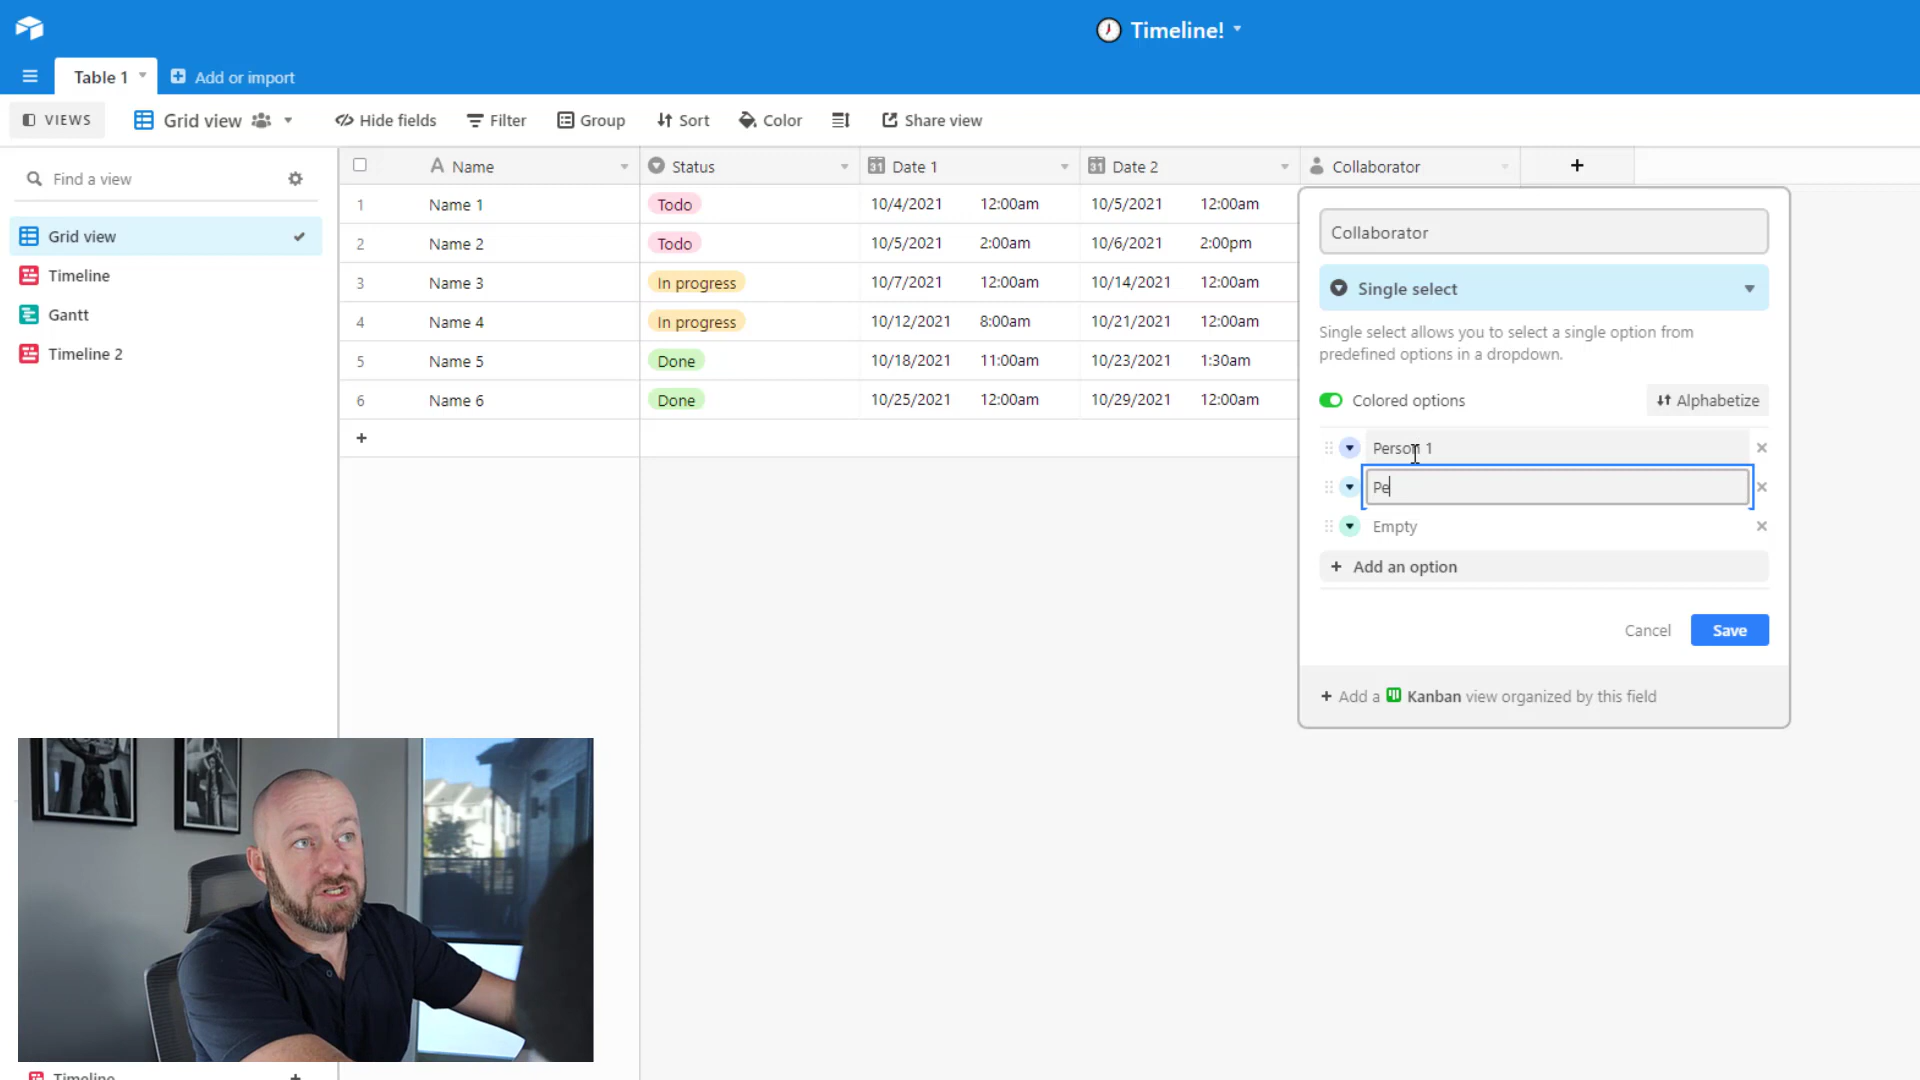 Timeline!
Table 1
Add or import
VIEWS
Grid view
Hide fields
Filter
Group
Sort
Color
Share view
Find a view
Grid view
Timeline
Gantt
Timeline 2
Name Status Date 1 Date 2 Collaborator
1 Name 1 Todo 10/4/2021 12:00am 10/5/2021 12:00am
2 Name 2 Todo 10/5/2021 2:00am 10/6/2021 2:00pm
3 Name 3 In progress 10/7/2021 12:00am 10/14/2021 12:00am
4 Name 4 In progress 10/12/2021 8:00am 10/21/2021 12:00am
5 Name 5 Done 10/18/2021 11:00am 10/23/2021 1:30am
6 Name 6 Done 10/25/2021 12:00am 10/29/2021 12:00am
+
Collaborator
Single select
Single select allows you to select a single option from
predefined options in a dropdown.
Colored options
Alphabetize
Person 1
Pe
Empty
+ Add an option
Cancel
Save
+ Add a Kanban view organized by this field
Timeline +